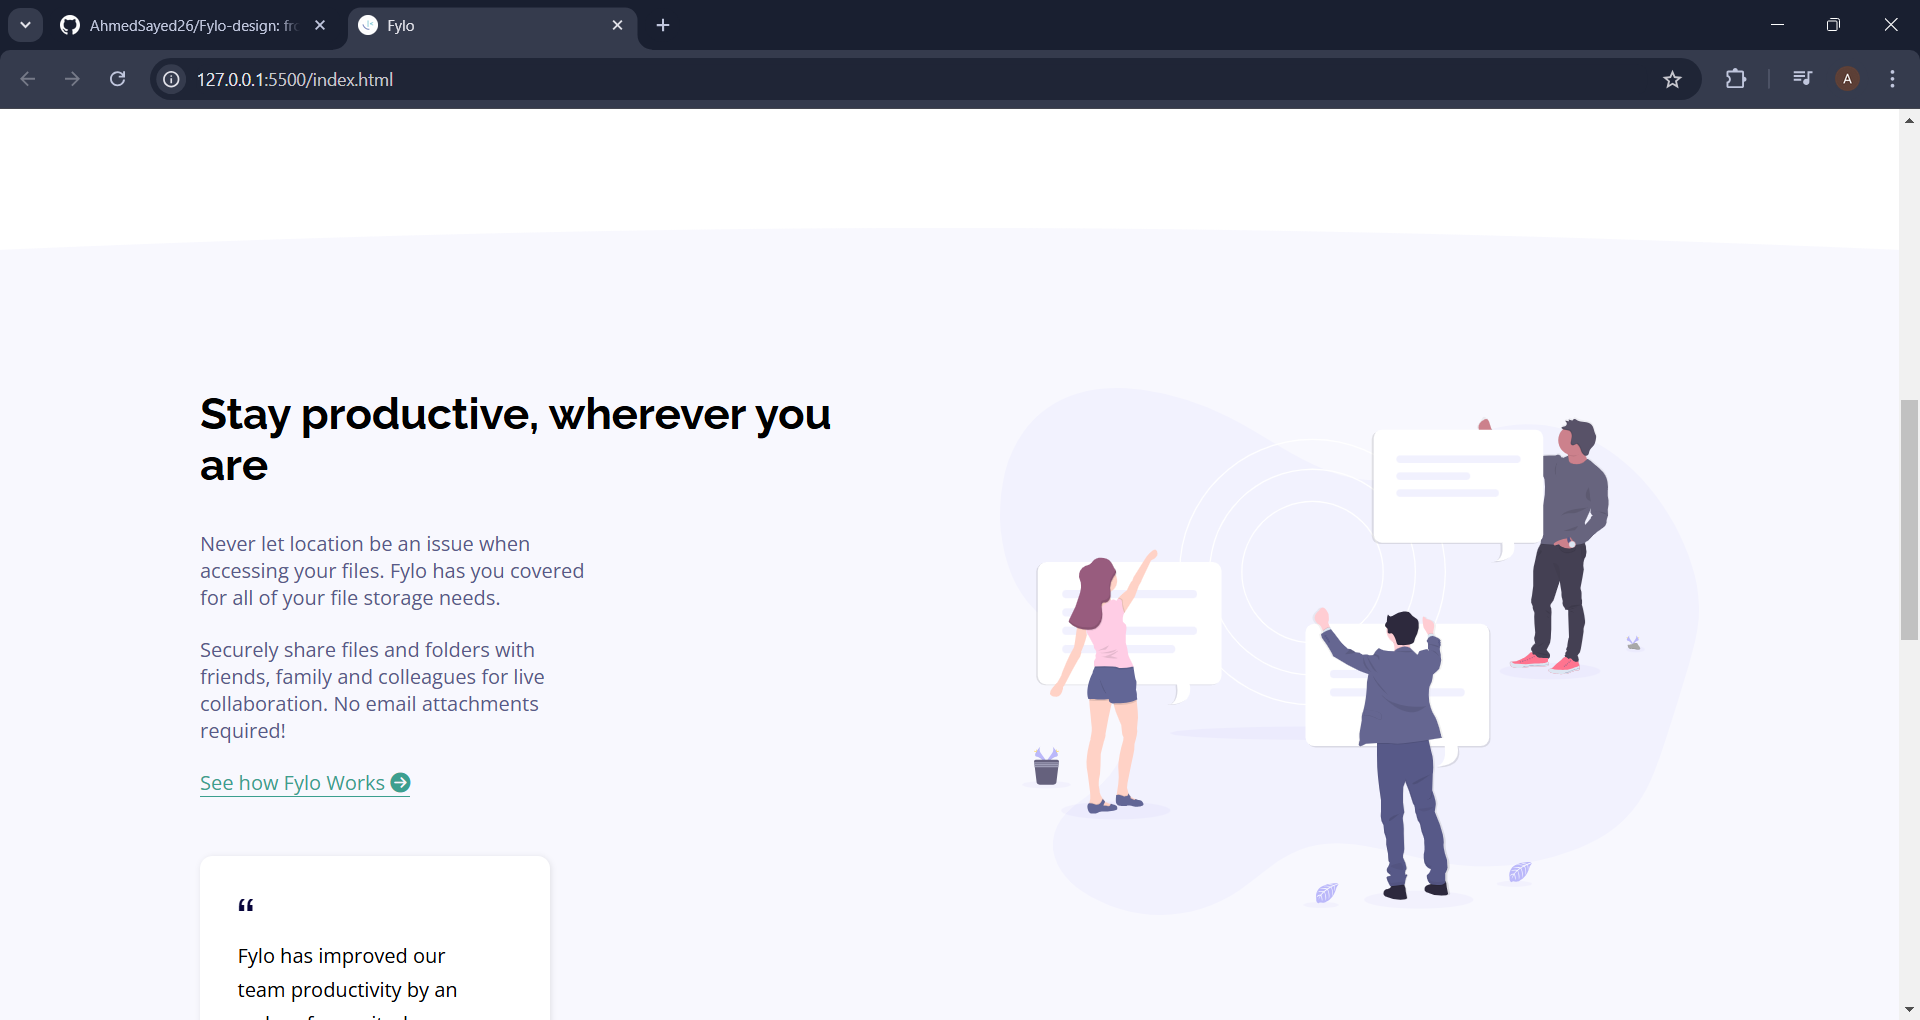 AhmedSayed26/Fylo-design: fr
Fylo
127.0.0.1:5500/index.html
A
Stay productive, wherever you
are
Never let location be an issue when
accessing your files. Fylo has you covered
for all of your file storage needs.
Securely share files and folders with
friends, family and colleagues for live
collaboration. No email attachments
required!
See how Fylo Works
“
Fylo has improved our
team productivity by an